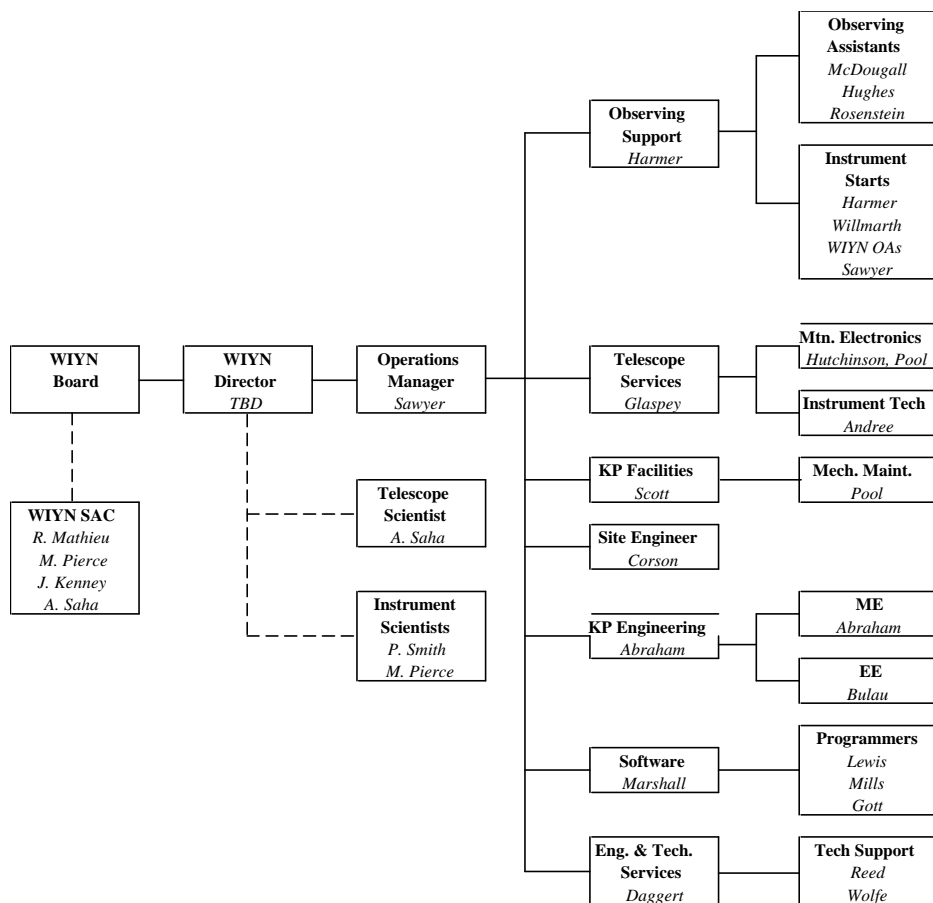 Observing
Assistants
McDougall
Hughes
Rosenstein
Observing
Support
Harmer
Instrument
Starts
Harmer
Willmarth
WIYN OAs
Sawyer
WIYN
Board
WIYN
Director
TBD
Operations
Manager
Sawyer
Telescope
Services
Glaspey
Mtn. Electronics
Hutchinson, Pool
Instrument Tech
Andree
WIYN SAC
R. Mathieu
M. Pierce
J. Kenney
A. Saha
Telescope
Scientist
A. Saha
Instrument
Scientists
P. Smith
M. Pierce
KP Facilities
Scott
Mech. Maint.
Pool
Site Engineer
Corson
KP Engineering
Abraham
ME
Abraham
EE
Bulau
Software
Marshall
Programmers
Lewis
Mills
Gott
Eng. & Tech.
Services
Daggert
Tech Support
Reed
Wolfe